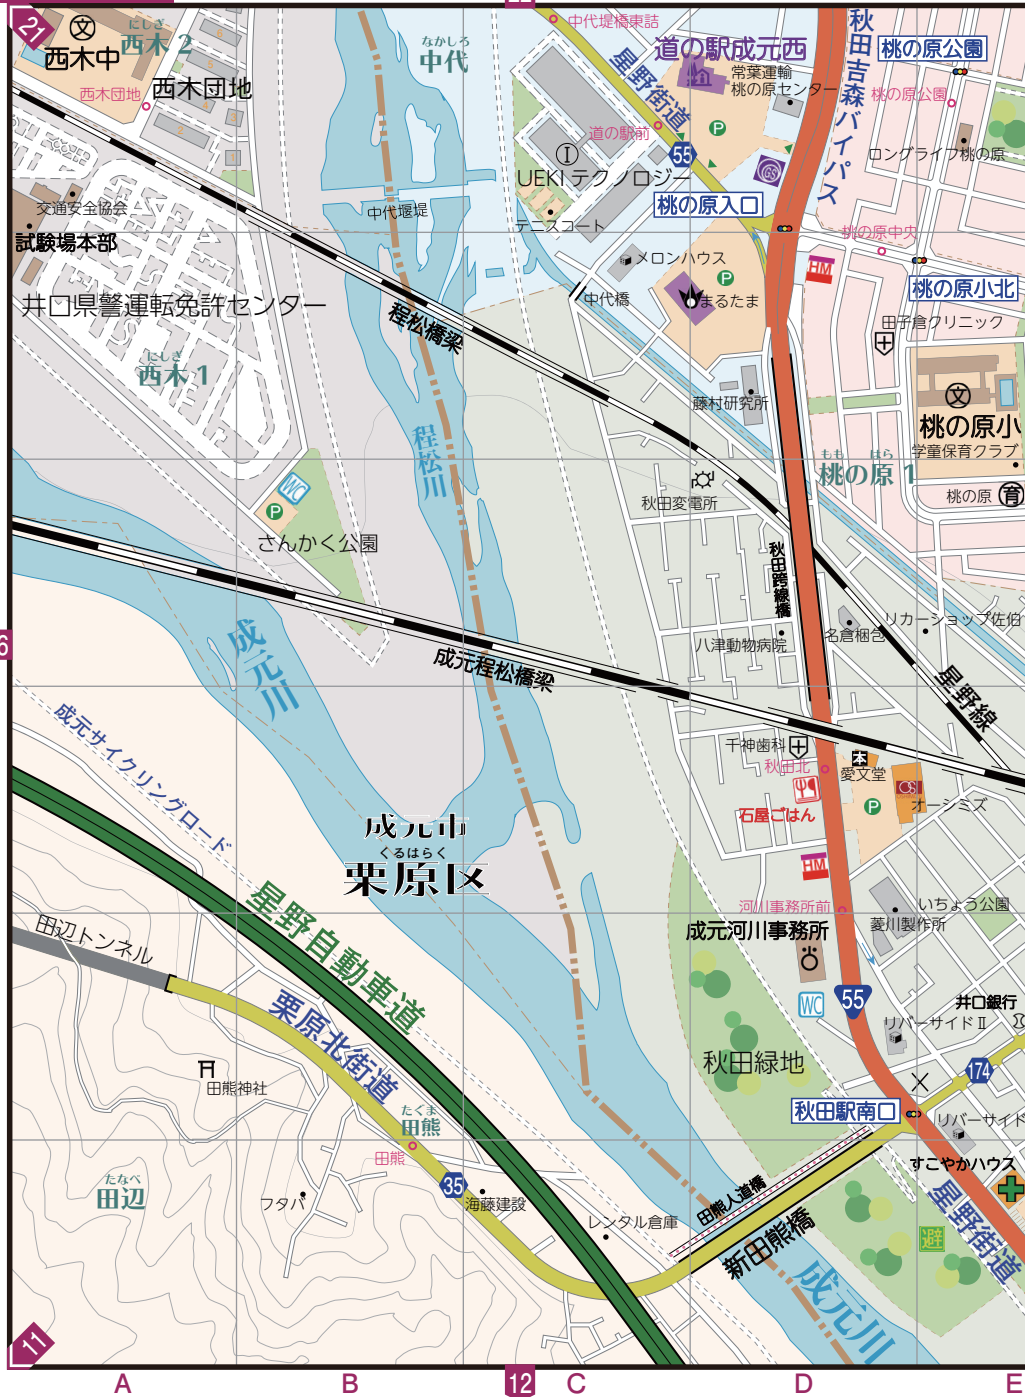 21
文
西木中
にしぎ
西木 2
西木団地
西木団地
なかしろ
中代
中代堤橋東詰
星野街道
道の駅成元西
常葉運輸
桃の原センター
秋田吉森バイパス
桃の原公園
桃の原公園
ロングライフ桃の原
道の駅前
P
55
GS
UEKI テクノロジー
テニスコート
桃の原入口
桃の原中央
HM
桃の原小北
交通安全協会
試験場本部
中代堰堤
井口県警運転免許センター
メロンハウス
P
まるたま
中代橋
程松橋梁
田子倉クリニック
にしぎ
西木 1
藤村研究所
文
桃の原小
学童保育クラブ
もも はら
桃の原 1
桃の原
育
程松川
WC
P
さんかく公園
秋田変電所
秋田跨線橋
リカーショップ佐伯
名倉梱包
八津動物病院
6
成元川
成元程松橋梁
星野線
成元サイクリングロード
千神歯科
秋田北
本
愛文堂
石屋ごはん
P
OS
オーシミズ
成元市
くるはらく
栗原区
HM
河川事務所前
いちょう公園
菱川製作所
成元河川事務所
田辺トンネル
星野自動車道
栗原北街道
WC
55
井口銀行
リバーサイド II
秋田緑地
174
田熊神社
たくま
田熊
田熊
秋田駅南口
リバーサイド
すこやかハウス
たなべ
田辺
フタバ
35
海藤建設
レンタル倉庫
田熊人道橋
新田熊橋
避
星野街道
成元川
11
A
B
12
C
D
E